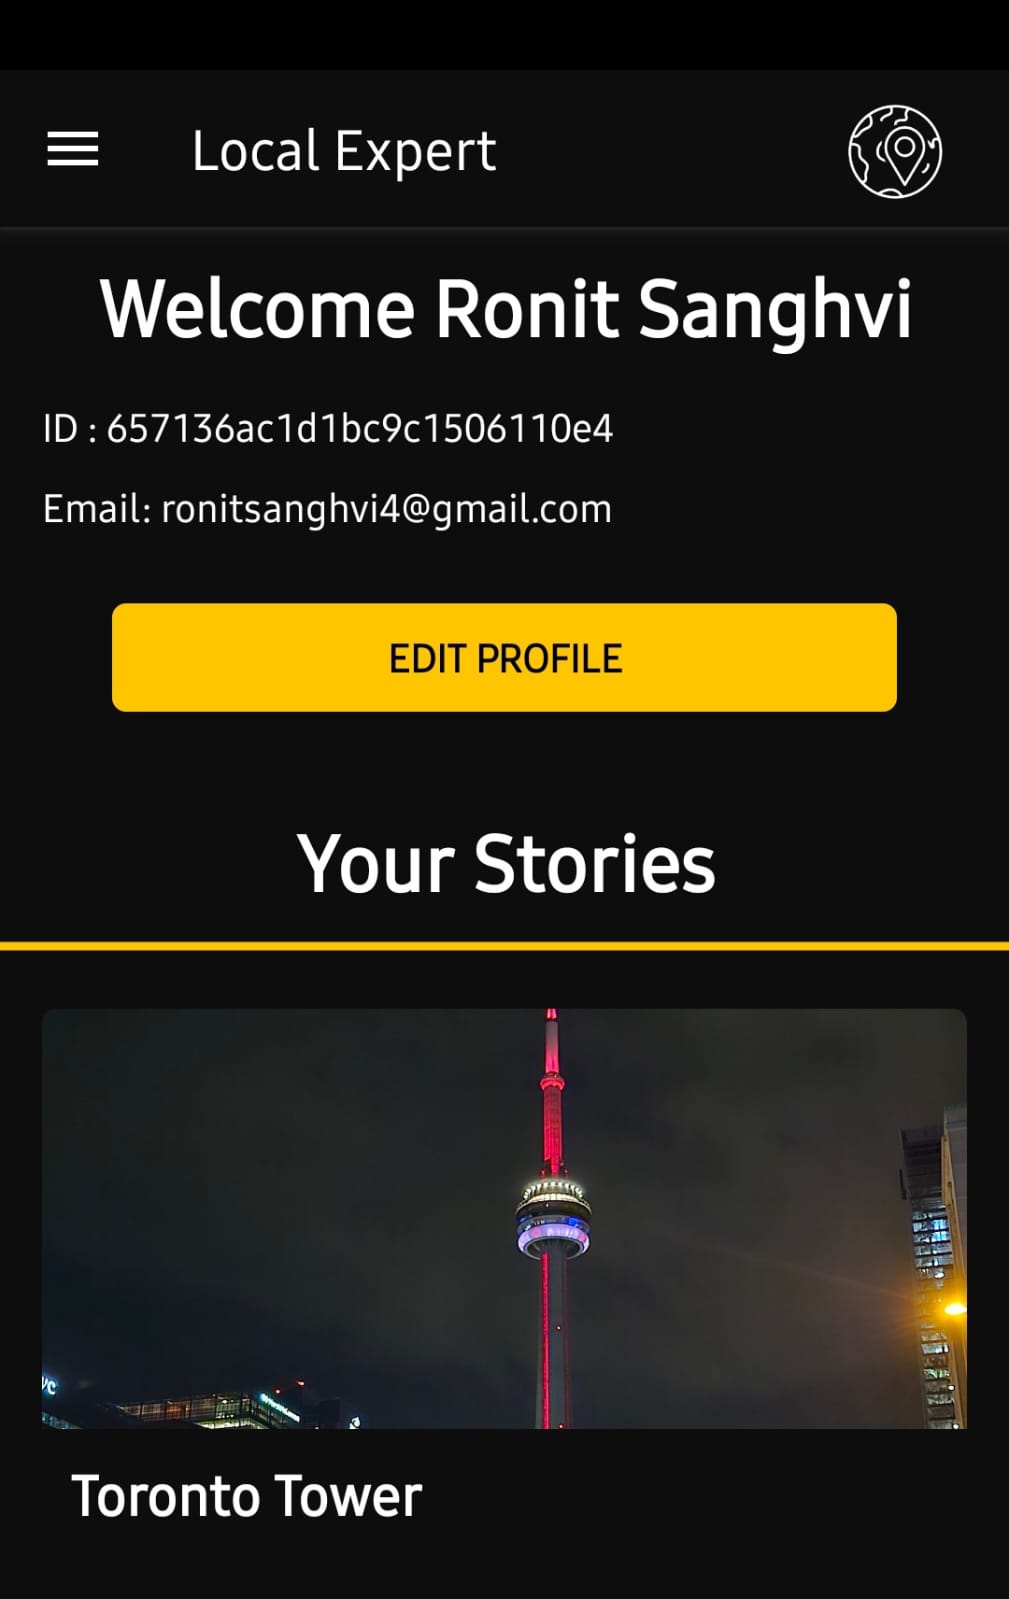 Local Expert
Welcome Ronit Sanghvi
ID : 657136ac1d1bc9c1506110e4
Email: ronitsanghvi4@gmail.com
EDIT PROFILE
Your Stories
Toronto Tower